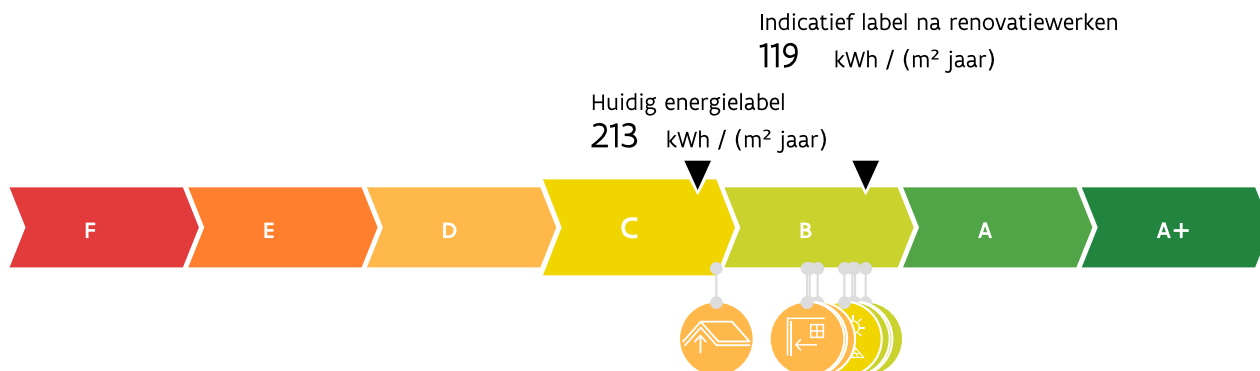 Indicatief label na renovatiewerken
119 kWh / (m² jaar)
Huidig energielabel
213 kWh / (m² jaar)
F E D C B A A+